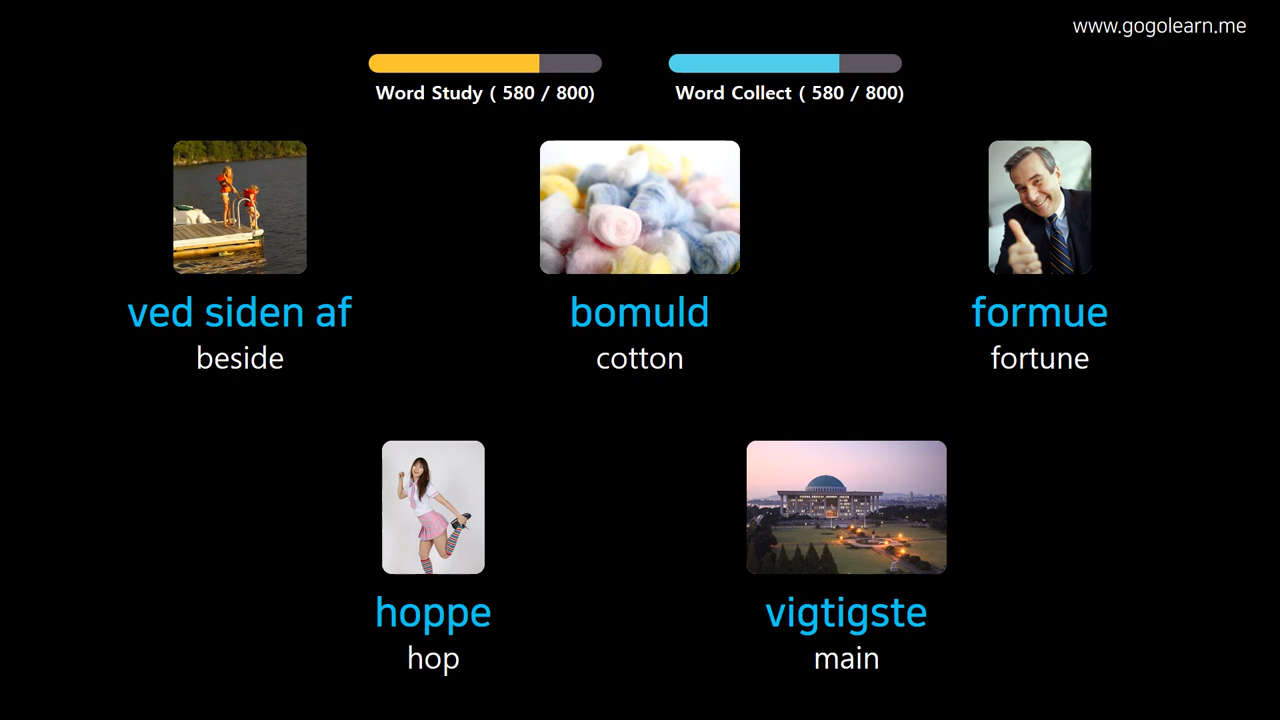 www.gogolearn.me
Word Study ( 580 / 800)
Word Collect ( 580 / 800)
ved siden af
beside
bomuld
cotton
formue
fortune
hoppe
hop
vigtigste
main